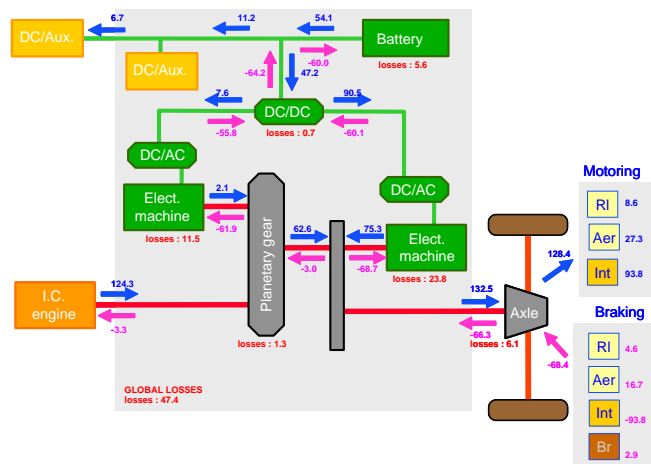 6.7
11.2
54.1
DC/Aux.
Battery
-60.0
losses : 5.6
DC/Aux.
-64.2
47.2
7.6
90.5
DC/DC
-55.8
losses : 0.7
-60.1
DC/AC
Motoring
DC/AC
Elect.
machine
2.1
-61.9
losses : 11.5
Planetary gear
62.6
75.3
-3.0
-68.7
Elect.
machine
losses : 23.8
RI
8.6
Aer
27.3
Int
93.8
128.4
124.3
I.C.
engine
-3.3
132.5
Axle
-66.3
losses : 6.1
-68.4
losses : 1.3
Braking
RI
4.6
Aer
16.7
Int
-93.8
Br
2.9
GLOBAL LOSSES
losses : 47.4